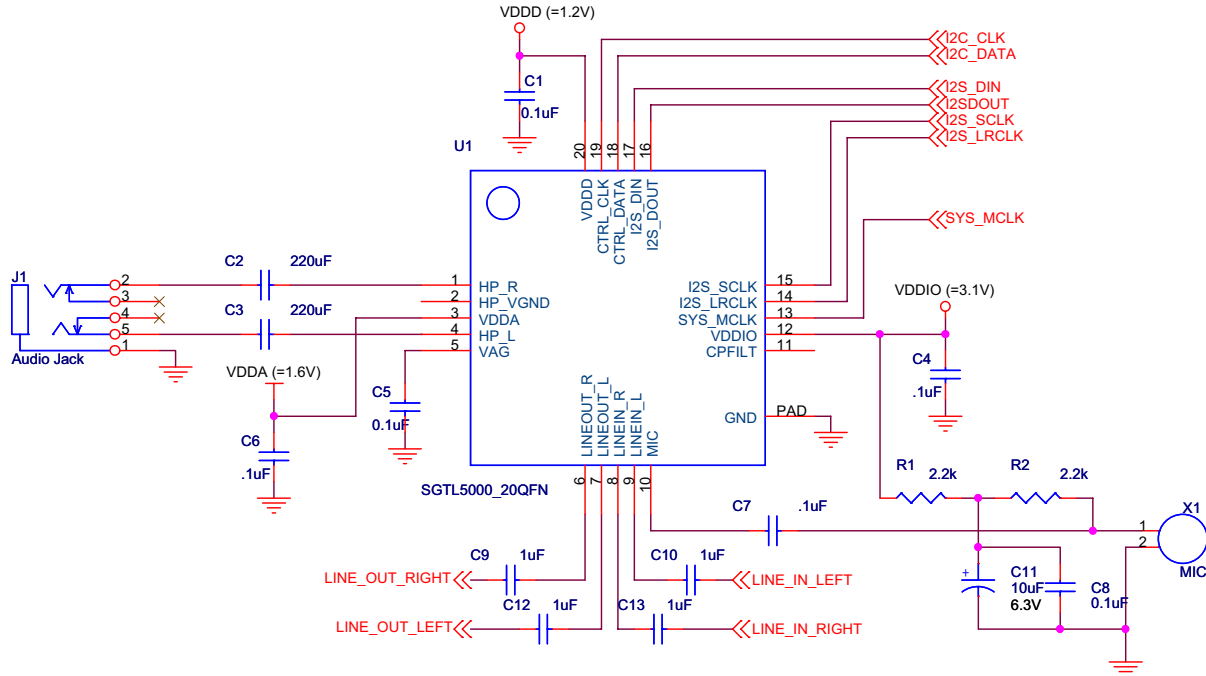 VDDD (=1.2V)
C1
0.1uF
I2C_CLK
I2C_DATA
I2S_DIN
I2SDOUT
I2S_SCLK
I2S_LRCLK
SYS_MCLK
U1
20
19
18
17
16
VDDD
CTRL_CLK
CTRL_DATA
I2S_DIN
I2S_DOUT
J1
2
3
4
5
1
Audio Jack
C2
220uF
C3
220uF
1
2
3
4
5
HP_R
HP_VGND
VDDA
HP_L
VAG
I2S_SCLK
I2S_LRCLK
SYS_MCLK
VDDIO
CPFILT
15
14
13
12
11
VDDIO (=3.1V)
C4
.1uF
VDDA (=1.6V)
C5
0.1uF
C6
.1uF
GND
PAD
LINEOUT_R
LINEOUT_L
LINEIN_R
LINEIN_L
MIC
6
7
8
9
10
SGTL5000_20QFN
R1
2.2k
R2
2.2k
C7
.1uF
X1
1
2
MIC
C9
1uF
LINE_OUT_RIGHT
C10
1uF
LINE_IN_LEFT
C12
1uF
LINE_OUT_LEFT
C13
1uF
LINE_IN_RIGHT
+
C11
10uF
6.3V
C8
0.1uF